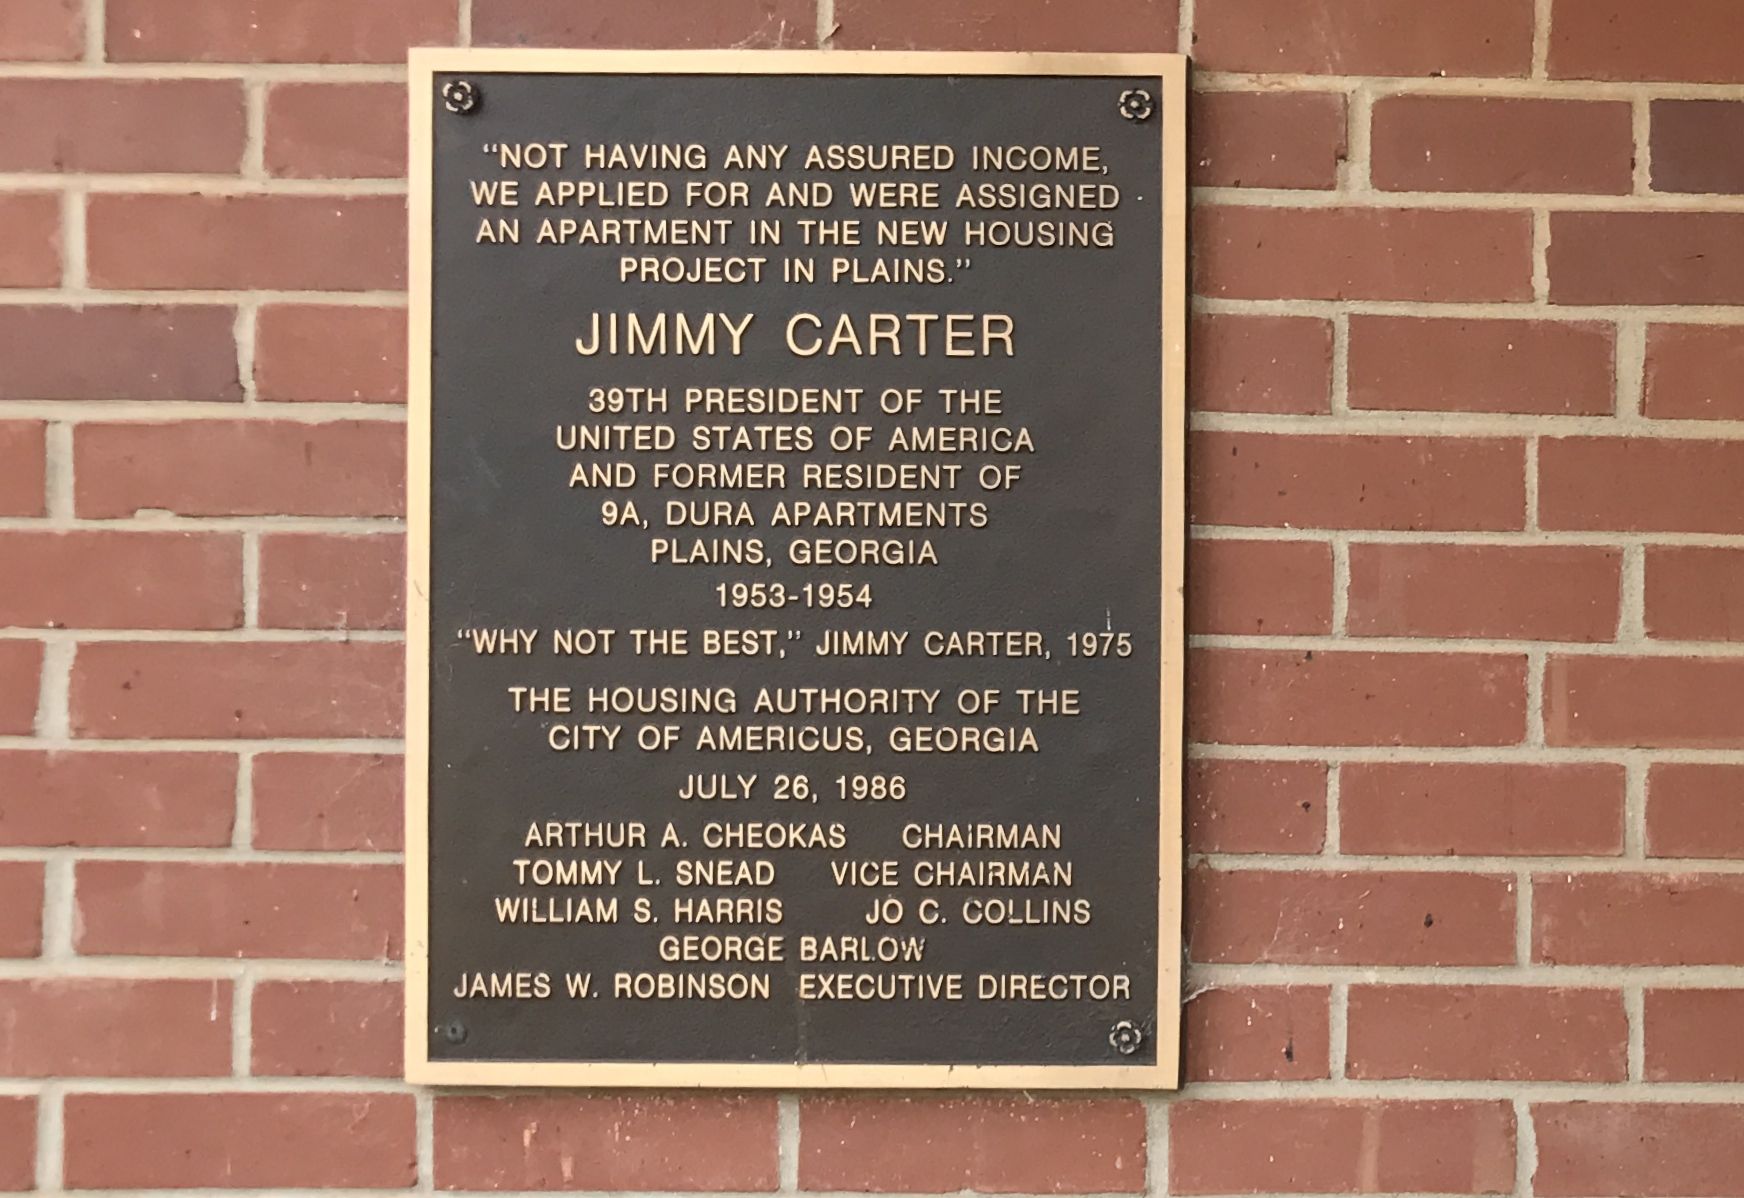 “NOT HAVING ANY ASSURED INCOME,
WE APPLIED FOR AND WERE ASSIGNED
AN APARTMENT IN THE NEW HOUSING
PROJECT IN PLAINS.”
JIMMY CARTER
39TH PRESIDENT OF THE
UNITED STATES OF AMERICA
AND FORMER RESIDENT OF
9A, DURA APARTMENTS
PLAINS, GEORGIA
1953-1954
“WHY NOT THE BEST,” JIMMY CARTER, 1975
THE HOUSING AUTHORITY OF THE
CITY OF AMERICUS, GEORGIA
JULY 26, 1986
ARTHUR A. CHEOKAS CHAIRMAN
TOMMY L. SNEAD VICE CHAIRMAN
WILLIAM S. HARRIS JO C. COLLINS
GEORGE BARLOW
JAMES W. ROBINSON EXECUTIVE DIRECTOR